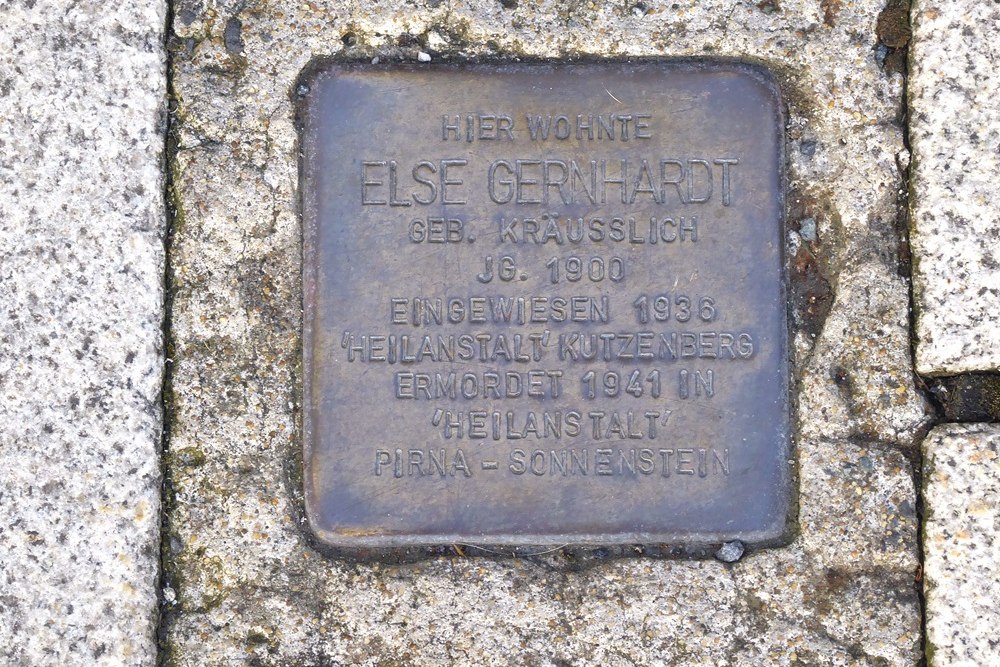 HIER WOHNTE
ELSE GERNHARDT
GEB. KRÄUSSLICH
JG. 1900
EINGEWIESEN 1936
'HEILANSTALT' KUTZENBERG
ERMORDET 1941 IN
'HEILANSTALT'
PIRNA - SONNENSTEIN